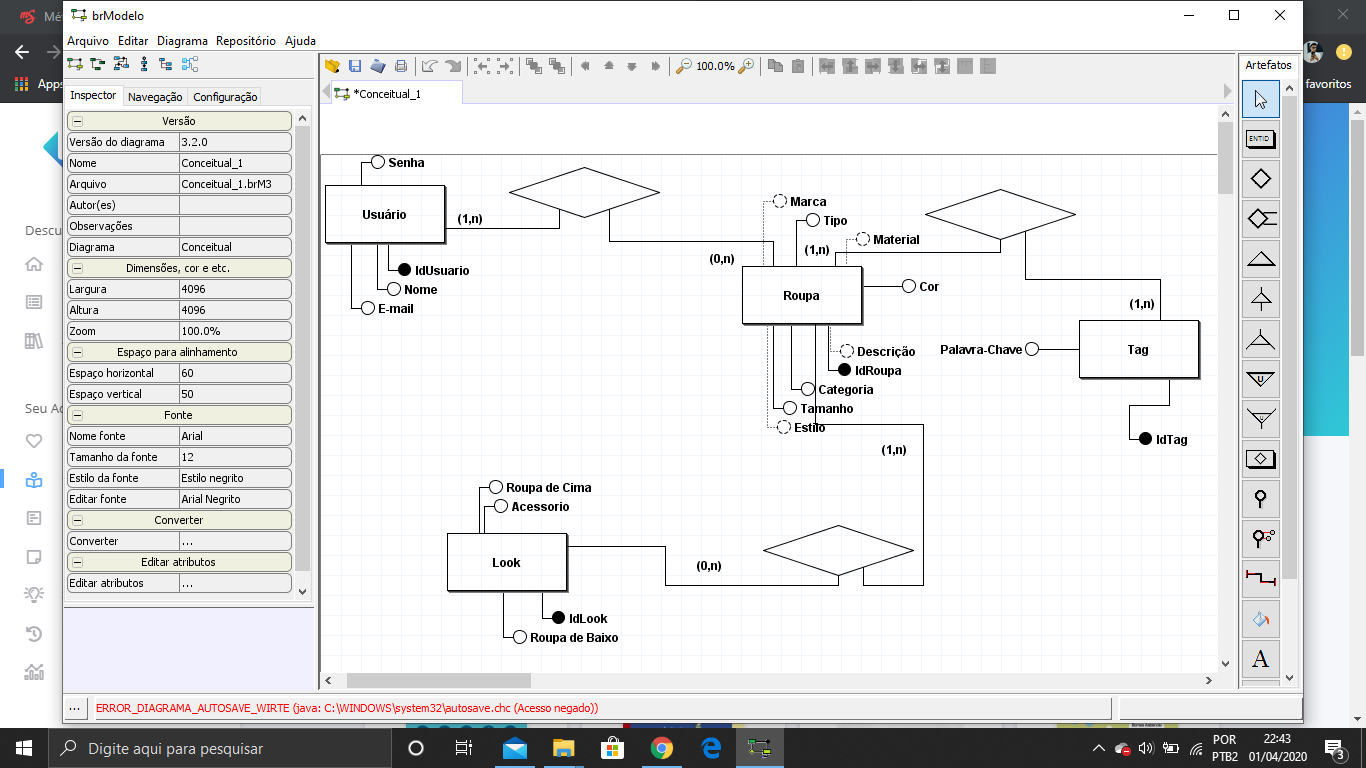 brModelo
Arquivo Editar Diagrama Repositório Ajuda
Apps
favoritos
100.0%
Artefatos
Inspector Navegação Configuração
*Conceitual_1
Versão
Versão do diagrama 3.2.0
Nome Conceitual_1
Arquivo Conceitual_1.brM3
Autor(es)
Observações
Diagrama Conceitual
Dimensões, cor e etc.
Largura 4096
Altura 4096
Zoom 100.0%
Espaço para alinhamento
Espaço horizontal 60
Espaço vertical 50
Fonte
Nome fonte Arial
Tamanho da fonte 12
Estilo da fonte Estilo negrito
Editar fonte Arial Negrito
Converter
Converter ...
Editar atributos
Editar atributos ...
Descu
Seu Ac
Senha
Usuário
(1,n)
IdUsuario
Nome
E-mail
Marca
Tipo
(1,n)
Material
(0,n)
Roupa
Cor
(1,n)
Descrição
IdRoupa
Categoria
Tamanho
Estilo
Palavra-Chave
Tag
IdTag
(1,n)
Roupa de Cima
Acessorio
Look
(0,n)
IdLook
Roupa de Baixo
ENTID
U
U
A
... ERROR_DIAGRAMA_AUTOSAVE_WIRTE (java: C:\WINDOWS\system32\autosave.chc (Acesso negado))
Digite aqui para pesquisar
POR
PTB2
22:43
01/04/2020
3